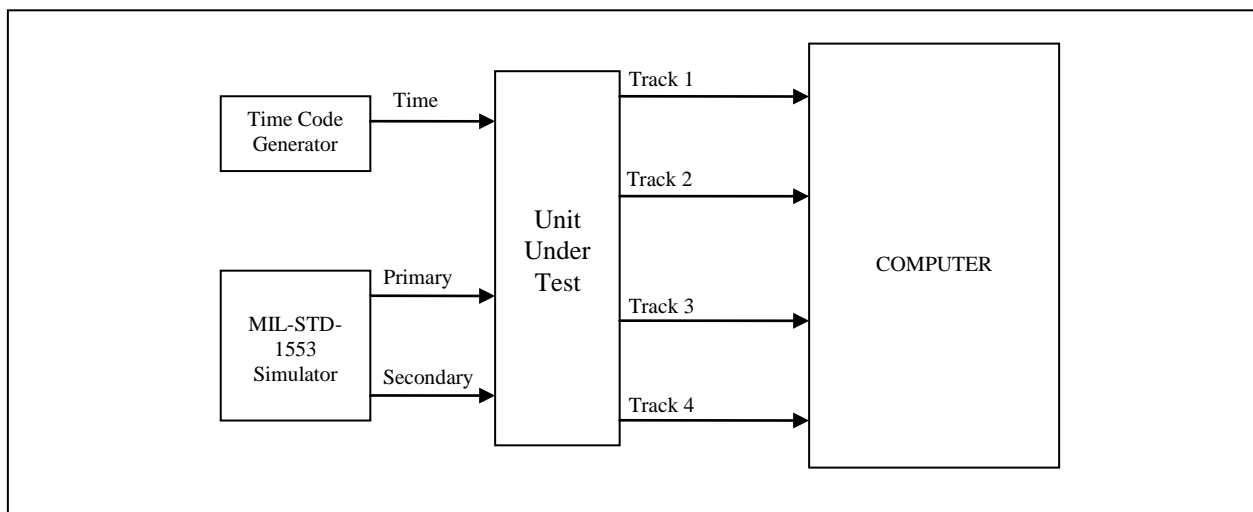 Time Code
Generator
Time
MIL-STD-
1553
Simulator
Primary
Secondary
Unit
Under
Test
Track 1
Track 2
Track 3
Track 4
COMPUTER